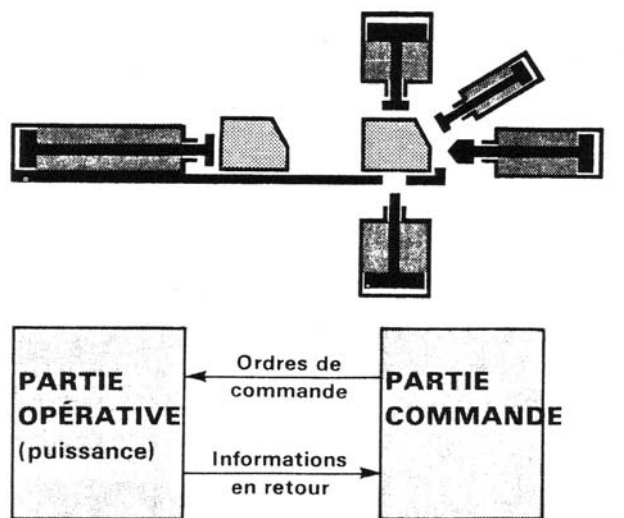 PARTIE
OPÉRATIVE
(puissance)
Ordres de
commande
Informations
en retour
PARTIE
COMMANDE